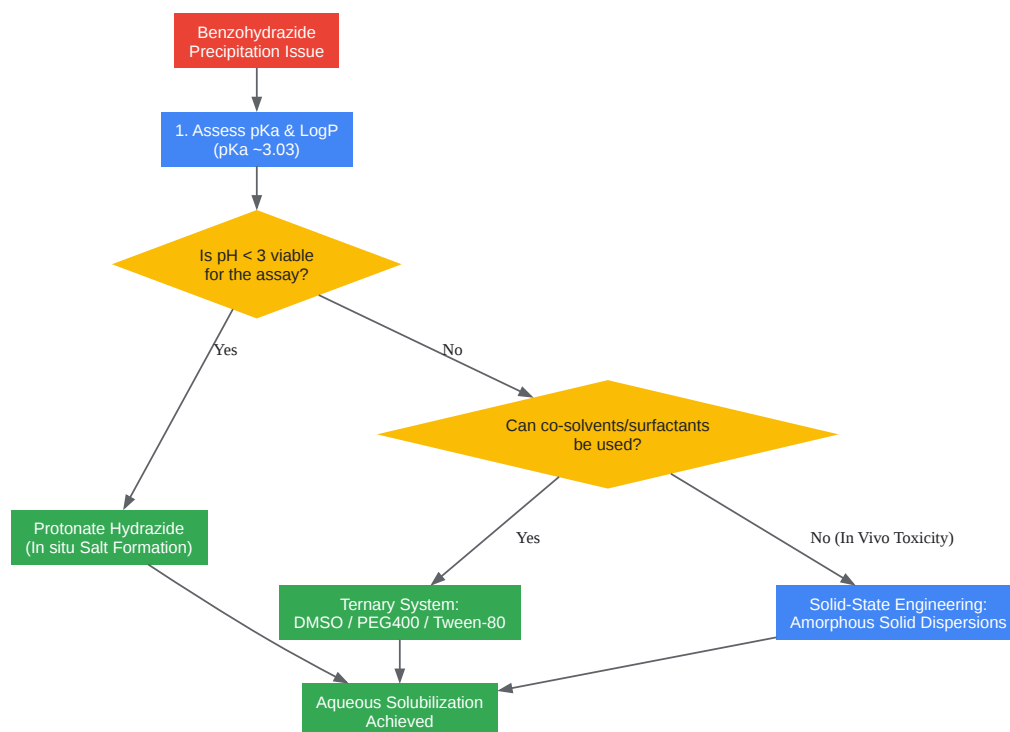 Benzohydrazide
Precipitation Issue
1. Assess pKa & LogP
(pKa ~3.03)
Is pH < 3 viable
for the assay?
Yes
No
Can co-solvents/surfactants
be used?
Protonate Hydrazide
(In situ Salt Formation)
Yes
No (In Vivo Toxicity)
Ternary System:
DMSO / PEG400 / Tween-80
Solid-State Engineering:
Amorphous Solid Dispersions
Aqueous Solubilization
Achieved